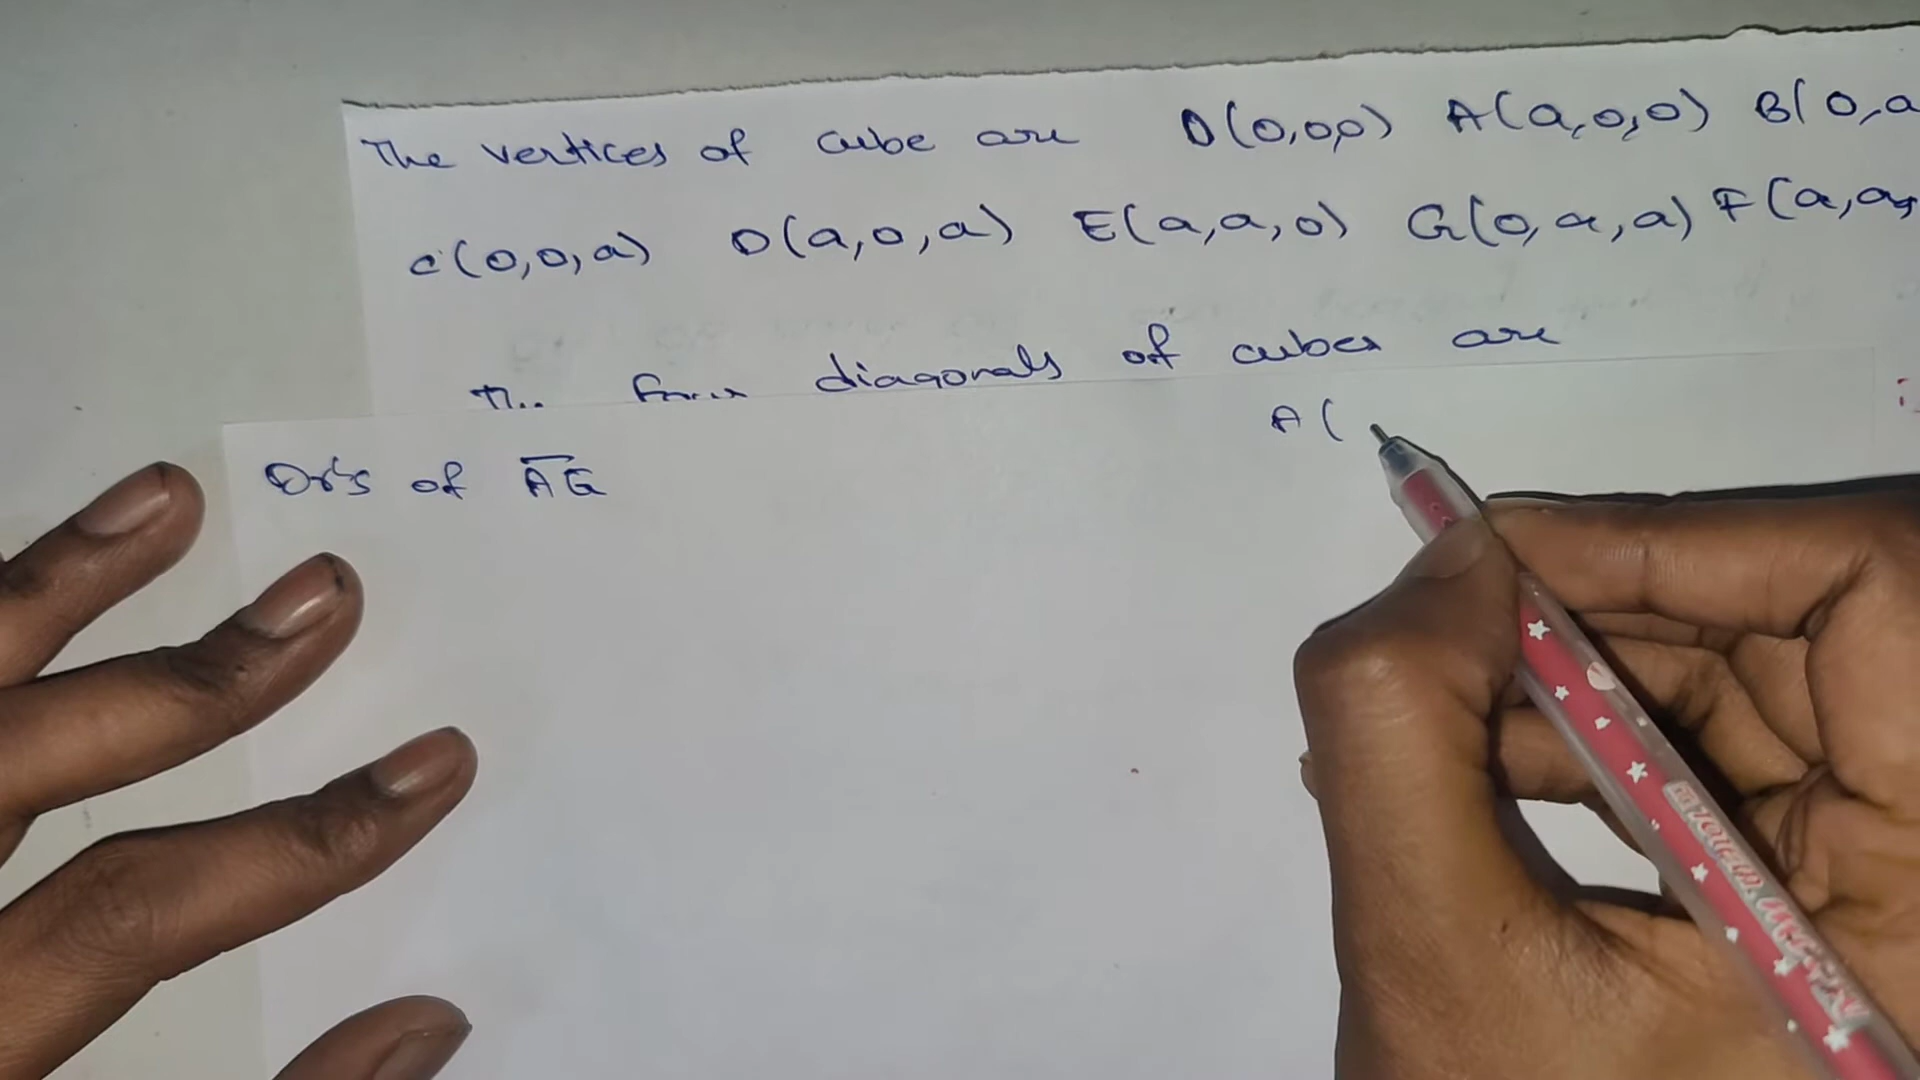 The vertices of cube are O(0,0,0) A(a,0,0) B(0,a
C(0,0,a) D(a,0,a) E(a,a,0) G(0,a,a) F(a,a,
The four diagonals of cubes are
A(
Dr's of AG